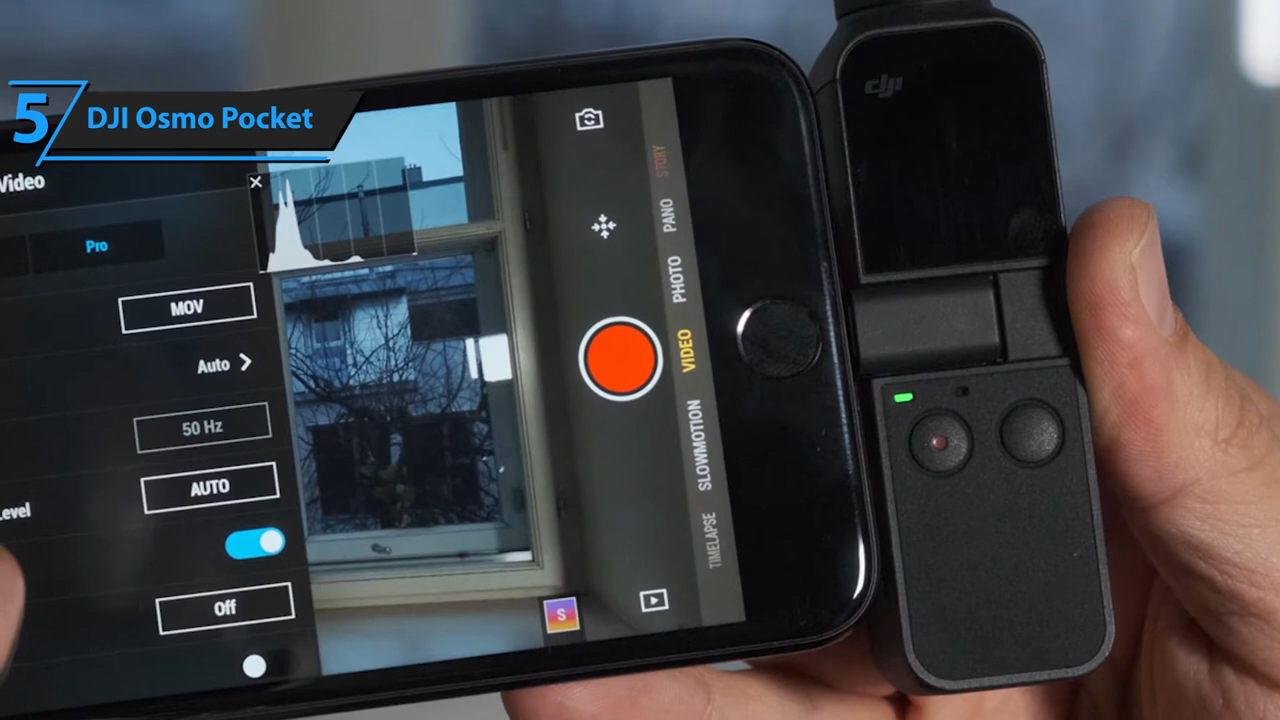 5 DJI Osmo Pocket
dji
Video
Pro
MOV
Auto
50 Hz
AUTO
Level
Off
STORY
PANO
PHOTO
VIDEO
SLOWMOTION
TIMELAPSE
S